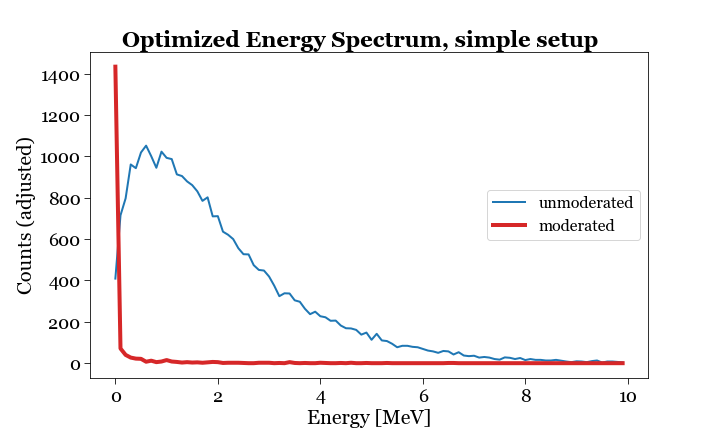 Optimized Energy Spectrum, simple setup
Counts (adjusted)
1400
1200
1000
800
600
400
200
0
unmoderated
moderated
0 2 4 6 8 10
Energy [MeV]